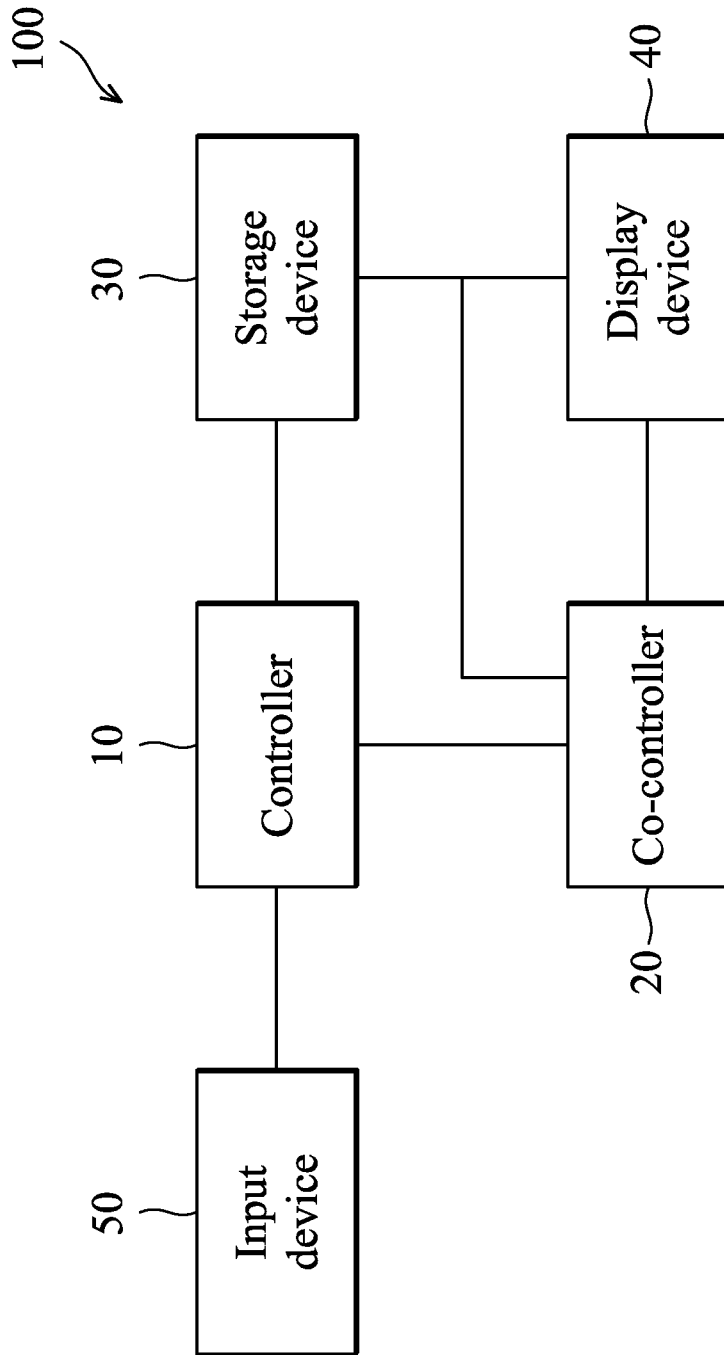 100
50
10
30
Input
device
Controller
Storage
device
Co-controller
Display
device
20
40